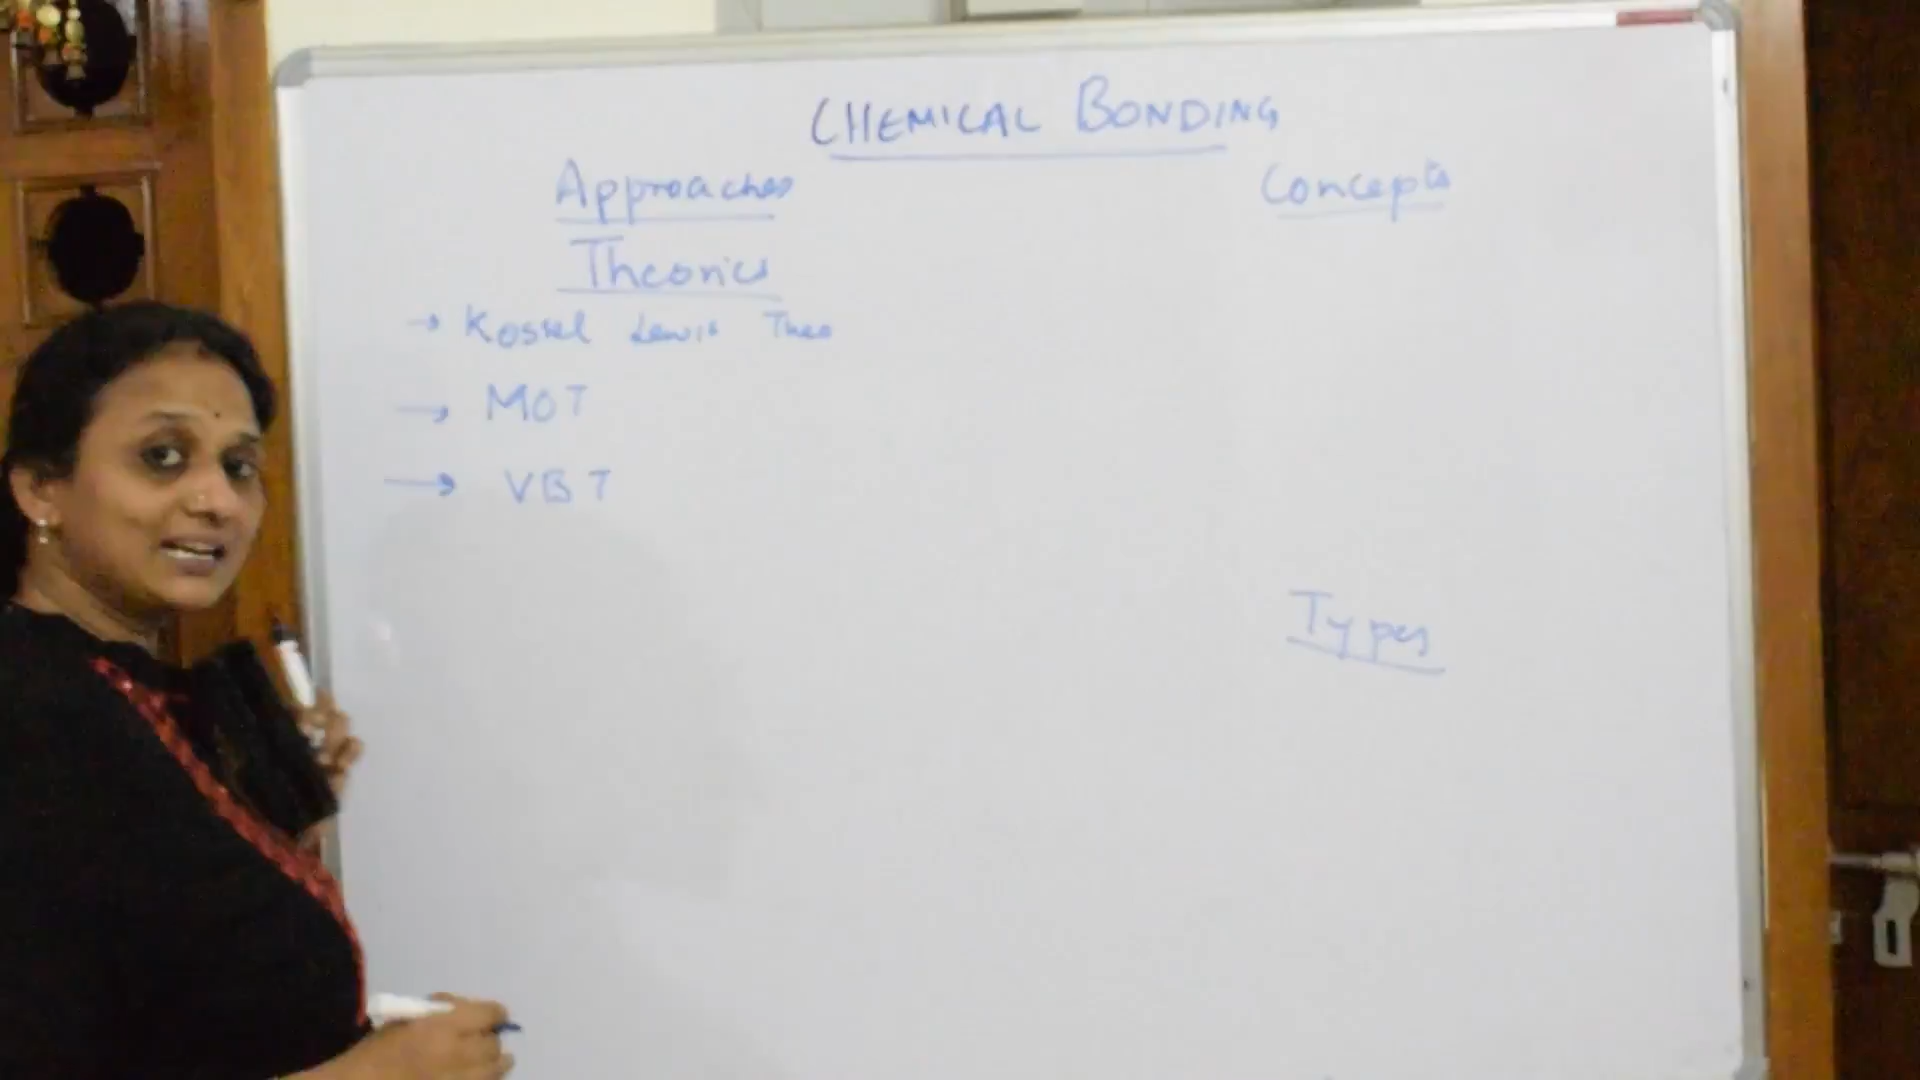 CHEMICAL BONDING
Approaches
Concepts
Theories
→ Kossel Lewis Theo
→ MOT
→ VBT
Types